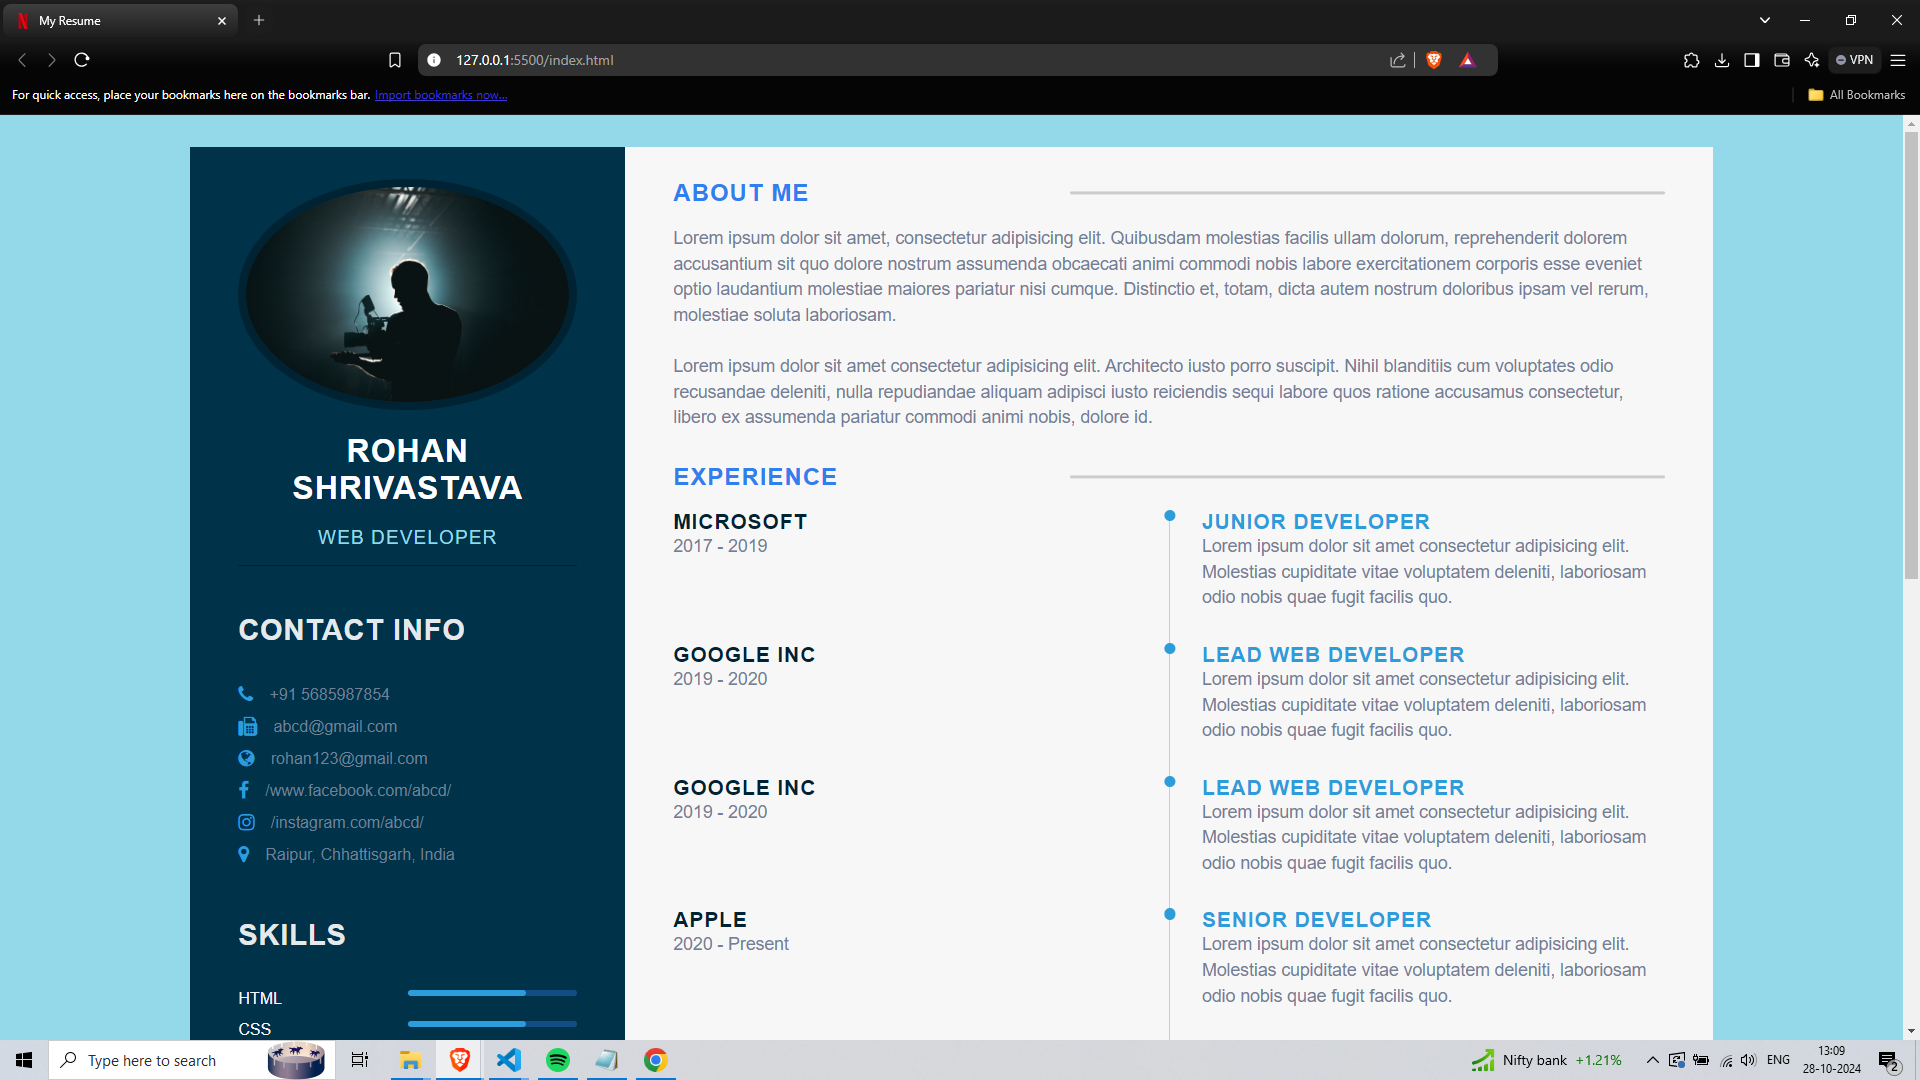 My Resume
127.0.0.1:5500/index.html
VPN
For quick access, place your bookmarks here on the bookmarks bar. Import bookmarks now...
All Bookmarks
ROHAN
SHRIVASTAVA
WEB DEVELOPER
CONTACT INFO
+91 5685987854
abcd@gmail.com
rohan123@gmail.com
/www.facebook.com/abcd/
/instagram.com/abcd/
Raipur, Chhattisgarh, India
SKILLS
HTML
CSS
ABOUT ME
Lorem ipsum dolor sit amet, consectetur adipisicing elit. Quibusdam molestias facilis ullam dolorum, reprehenderit dolorem
accusantium sit quo dolore nostrum assumenda obcaecati animi commodi nobis labore exercitationem corporis esse eveniet
optio laudantium molestiae maiores pariatur nisi cumque. Distinctio et, totam, dicta autem nostrum doloribus ipsam vel rerum,
molestiae soluta laboriosam.
Lorem ipsum dolor sit amet consectetur adipisicing elit. Architecto iusto porro suscipit. Nihil blanditiis cum voluptates odio
recusandae deleniti, nulla repudiandae aliquam adipisci iusto reiciendis sequi labore quos ratione accusamus consectetur,
libero ex assumenda pariatur commodi animi nobis, dolore id.
EXPERIENCE
MICROSOFT
2017 - 2019
JUNIOR DEVELOPER
Lorem ipsum dolor sit amet consectetur adipisicing elit.
Molestias cupiditate vitae voluptatem deleniti, laboriosam
odio nobis quae fugit facilis quo.
GOOGLE INC
2019 - 2020
LEAD WEB DEVELOPER
Lorem ipsum dolor sit amet consectetur adipisicing elit.
Molestias cupiditate vitae voluptatem deleniti, laboriosam
odio nobis quae fugit facilis quo.
GOOGLE INC
2019 - 2020
LEAD WEB DEVELOPER
Lorem ipsum dolor sit amet consectetur adipisicing elit.
Molestias cupiditate vitae voluptatem deleniti, laboriosam
odio nobis quae fugit facilis quo.
APPLE
2020 - Present
SENIOR DEVELOPER
Lorem ipsum dolor sit amet consectetur adipisicing elit.
Molestias cupiditate vitae voluptatem deleniti, laboriosam
odio nobis quae fugit facilis quo.
Type here to search
Nifty bank +1.21%
ENG
13:09
28-10-2024
2